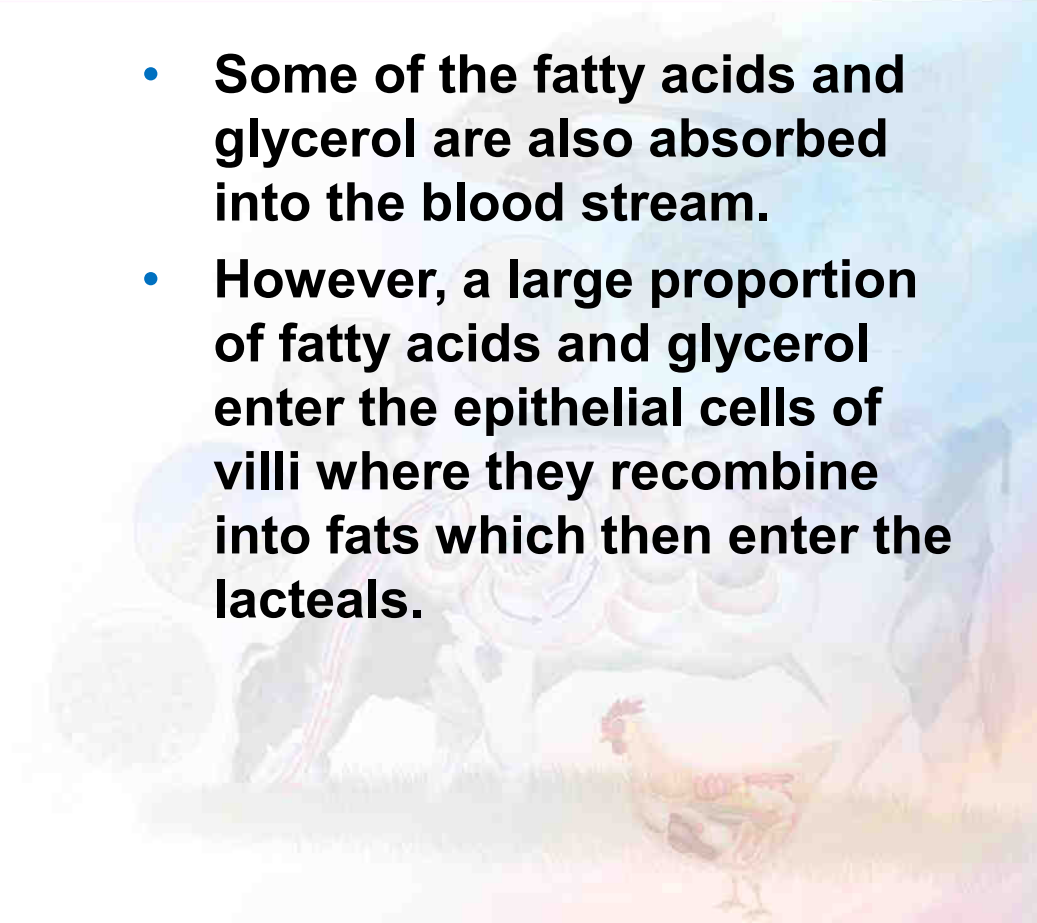 • Some of the fatty acids and
glycerol are also absorbed
into the blood stream.
• However, a large proportion
of fatty acids and glycerol
enter the epithelial cells of
villi where they recombine
into fats which then enter the
lacteals.